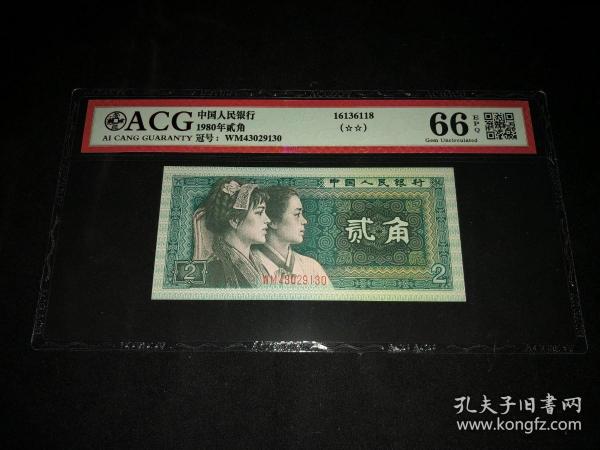 ACG
AI CANG GUARANTY
中国人民银行
1980年贰角
冠号：WM43029130
16136118
(☆☆)
66 EPQ
Gem Uncirculated
中国人民银行
贰角
WM43029130
2
2
孔夫子旧書网
www.kongfz.com